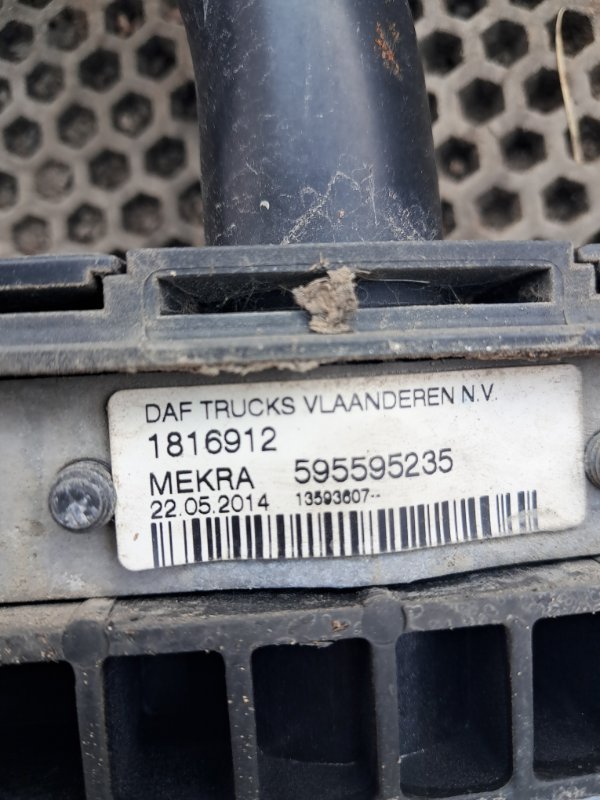 DAF TRUCKS VLAANDEREN N.V.
1816912
MEKRA 595595235
22.05.2014 13593607--